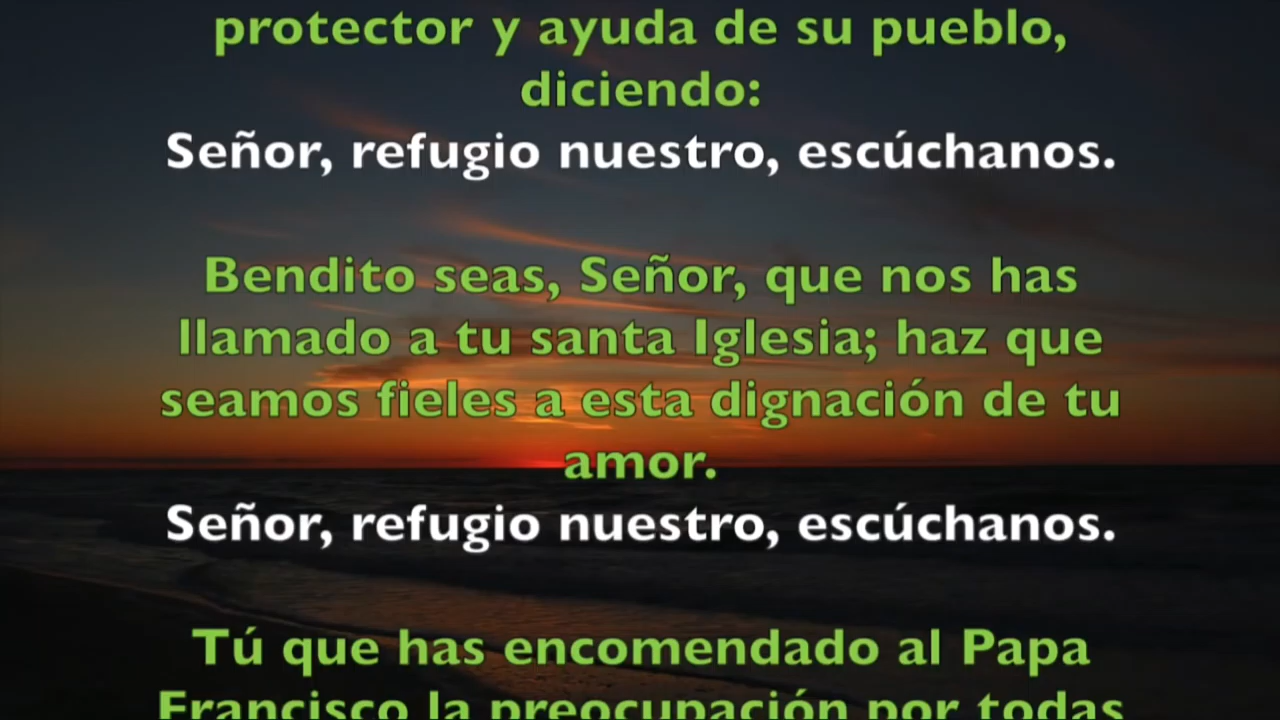 protector y ayuda de su pueblo,
diciendo:
Señor, refugio nuestro, escúchanos.
Bendito seas, Señor, que nos has
llamado a tu santa Iglesia; haz que
seamos fieles a esta dignación de tu
amor.
Señor, refugio nuestro, escúchanos.
Tú que has encomendado al Papa
Francisco la preocupación por todas